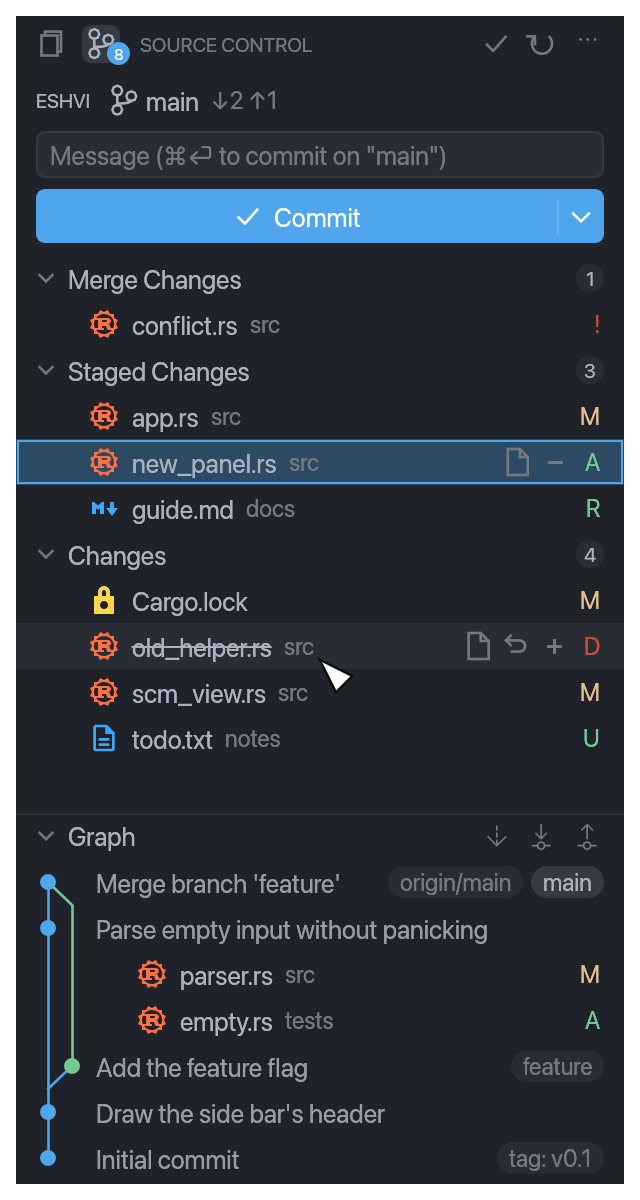 8 SOURCE CONTROL ...
ESHVI main ↓2 ↑1
Message (⌘⏎ to commit on "main")
Commit
Merge Changes 1
conflict.rs src !
Staged Changes 3
app.rs src M
new_panel.rs src A
guide.md docs R
Changes 4
Cargo.lock M
old_helper.rs src D
scm_view.rs src M
todo.txt notes U
Graph
Merge branch 'feature' origin/main main
Parse empty input without panicking
parser.rs src M
empty.rs tests A
Add the feature flag feature
Draw the side bar's header
Initial commit tag: v0.1